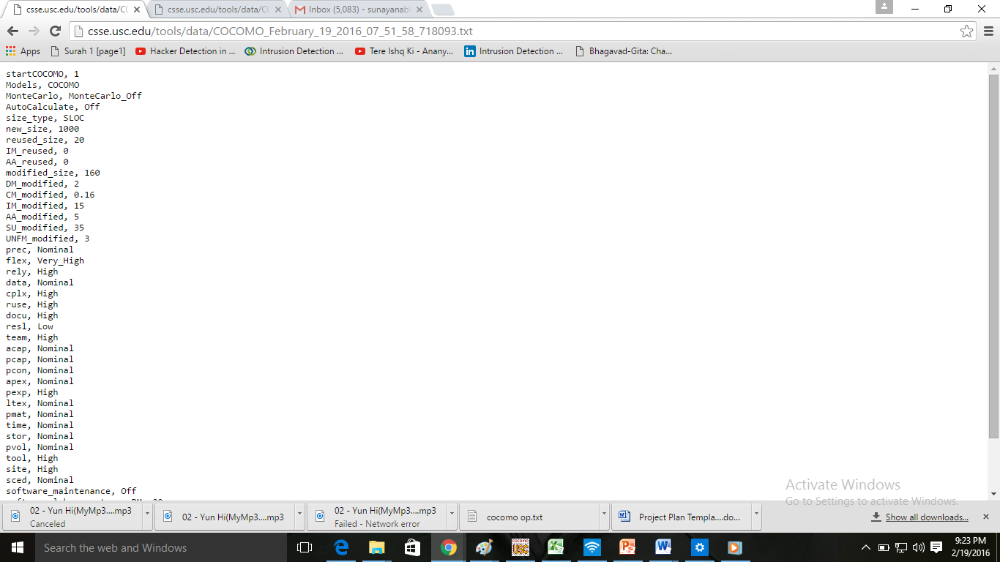 csse.usc.edu/tools/data/CO
csse.usc.edu/tools/data/CO
Inbox (5,083) - sunayanab
csse.usc.edu/tools/data/COCOMO_February_19_2016_07_51_58_718093.txt
Apps
Surah 1 [page1]
Hacker Detection in ...
Intrusion Detection ...
Tere Ishq Ki - Anany...
Intrusion Detection ...
Bhagavad-Gita: Cha...
startCOCOMO, 1
Models, COCOMO
MonteCarlo, MonteCarlo_Off
AutoCalculate, Off
size_type, SLOC
new_size, 1000
reused_size, 20
IM_reused, 0
AA_reused, 0
modified_size, 160
DM_modified, 2
CM_modified, 0.16
IM_modified, 15
AA_modified, 5
SU_modified, 35
UNFM_modified, 3
prec, Nominal
flex, Very_High
rely, High
data, Nominal
cplx, High
ruse, High
docu, High
resl, Low
team, High
acap, Nominal
pcap, Nominal
pcon, Nominal
apex, Nominal
pexp, High
ltex, Nominal
pmat, Nominal
time, Nominal
stor, Nominal
pvol, Nominal
tool, High
site, High
sced, Nominal
software_maintenance, Off
Activate Windows
Go to Settings to activate Windows.
02 - Yun Hi(MyMp3....mp3
Canceled
02 - Yun Hi(MyMp3....mp3
02 - Yun Hi(MyMp3....mp3
Failed - Network error
cocomo op.txt
Project Plan Templa....do...
Show all downloads...
Search the web and Windows
COCOMO
USC
9:23 PM
2/19/2016